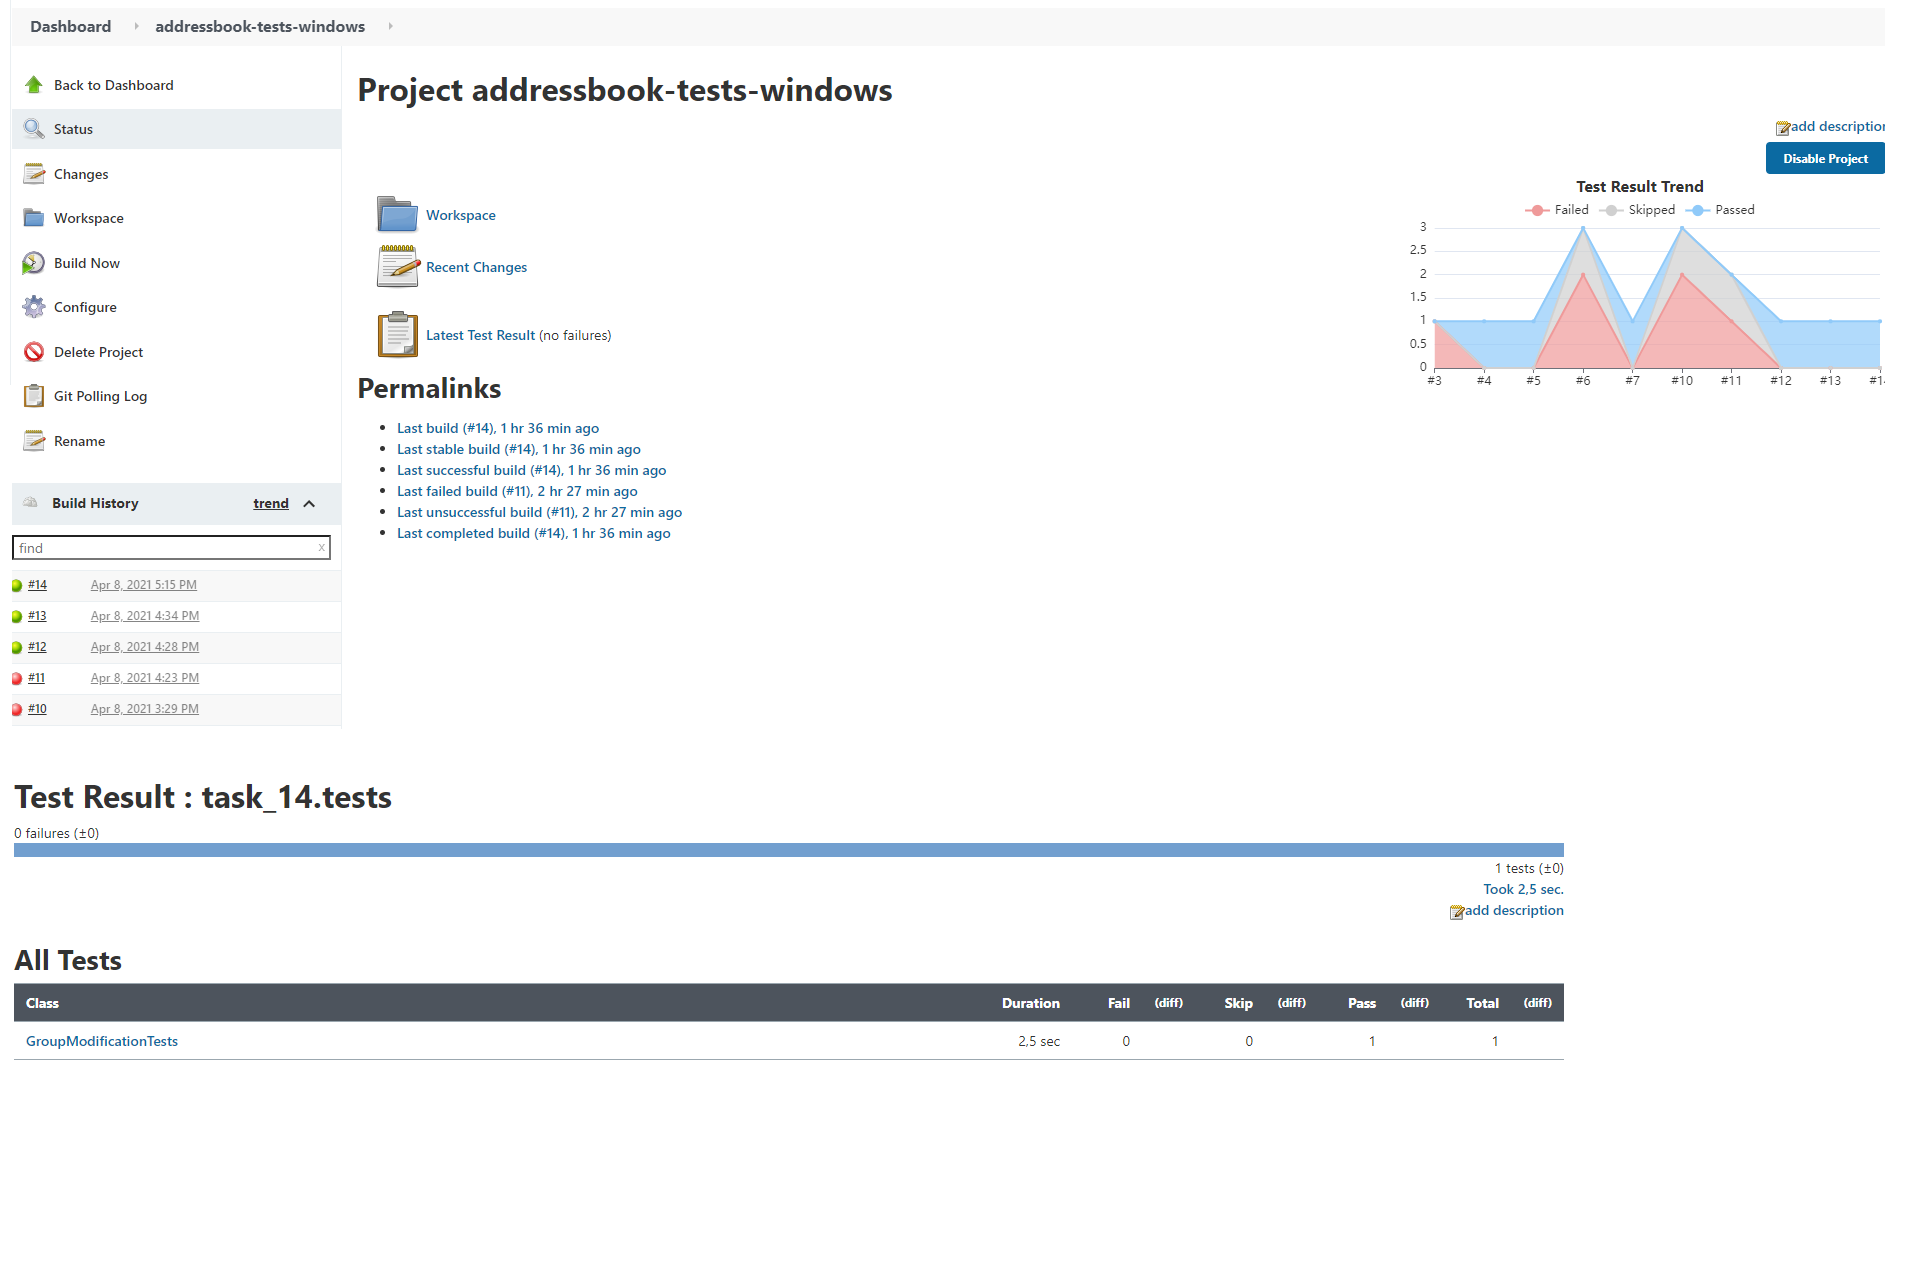 Dashboard addressbook-tests-windows
Back to Dashboard
Status
Changes
Workspace
Build Now
Configure
Delete Project
Git Polling Log
Rename
Build History trend
find x
#14 Apr 8, 2021 5:15 PM
#13 Apr 8, 2021 4:34 PM
#12 Apr 8, 2021 4:28 PM
#11 Apr 8, 2021 4:23 PM
#10 Apr 8, 2021 3:29 PM
Project addressbook-tests-windows
add description
Disable Project
Workspace
Recent Changes
Latest Test Result (no failures)
Test Result Trend
Failed Skipped Passed
3
2.5
2
1.5
1
0.5
0
#3 #4 #5 #6 #7 #10 #11 #12 #13 #14
Permalinks
Last build (#14), 1 hr 36 min ago
Last stable build (#14), 1 hr 36 min ago
Last successful build (#14), 1 hr 36 min ago
Last failed build (#11), 2 hr 27 min ago
Last unsuccessful build (#11), 2 hr 27 min ago
Last completed build (#14), 1 hr 36 min ago
Test Result : task_14.tests
0 failures (±0)
1 tests (±0)
Took 2,5 sec.
add description
All Tests
Class Duration Fail (diff) Skip (diff) Pass (diff) Total (diff)
GroupModificationTests 2,5 sec 0 0 1 1